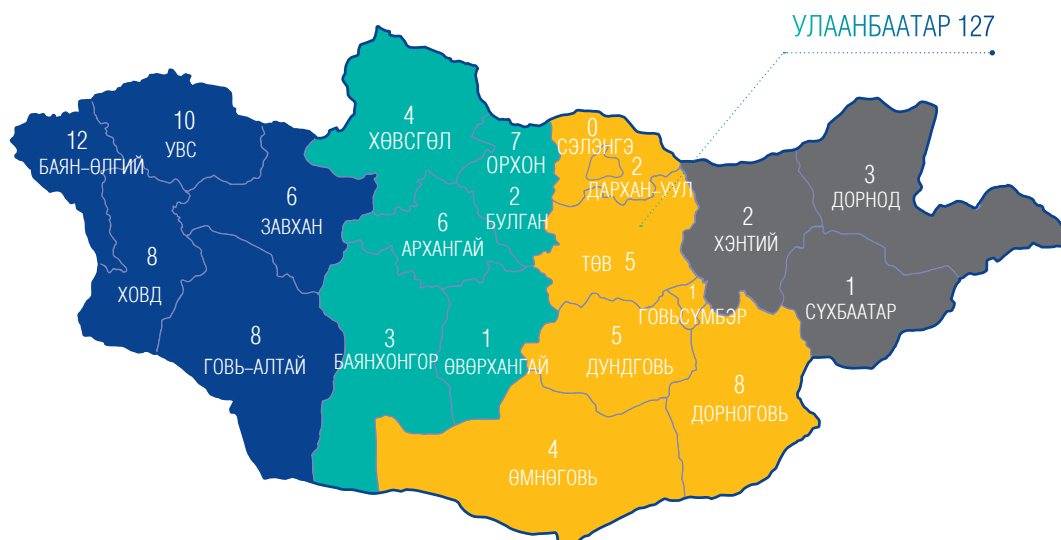 УЛААНБААТАР 127
12
БАЯН–ӨЛГИЙ
10
УВС
6
ЗАВХАН
8
ХОВД
8
ГОВЬ–АЛТАЙ
4
ХӨВСГӨЛ
7
ОРХОН
2
БУЛГАН
6
АРХАНГАЙ
3
БАЯНХОНГОР
1
ӨВӨРХАНГАЙ
0
СЭЛЭНГЭ
2
ДАРХАН–УУЛ
ТӨВ 5
1
ГОВЬСҮМБЭР
5
ДУНДГОВЬ
8
ДОРНОГОВЬ
4
ӨМНӨГОВЬ
2
ХЭНТИЙ
3
ДОРНОД
1
СҮХБААТАР